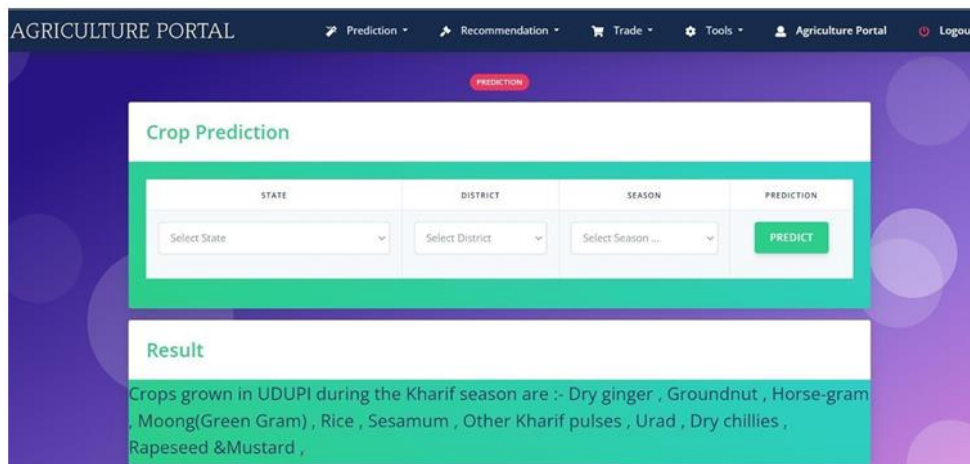 AGRICULTURE PORTAL Prediction Recommendation Trade Tools Agriculture Portal Logou
PREDICTION
Crop Prediction
STATE DISTRICT SEASON PREDICTION
Select State Select District Select Season ... PREDICT
Result
Crops grown in UDUPI during the Kharif season are :- Dry ginger , Groundnut , Horse-gram
, Moong(Green Gram) , Rice , Sesamum , Other Kharif pulses , Urad , Dry chillies ,
Rapeseed &Mustard ,